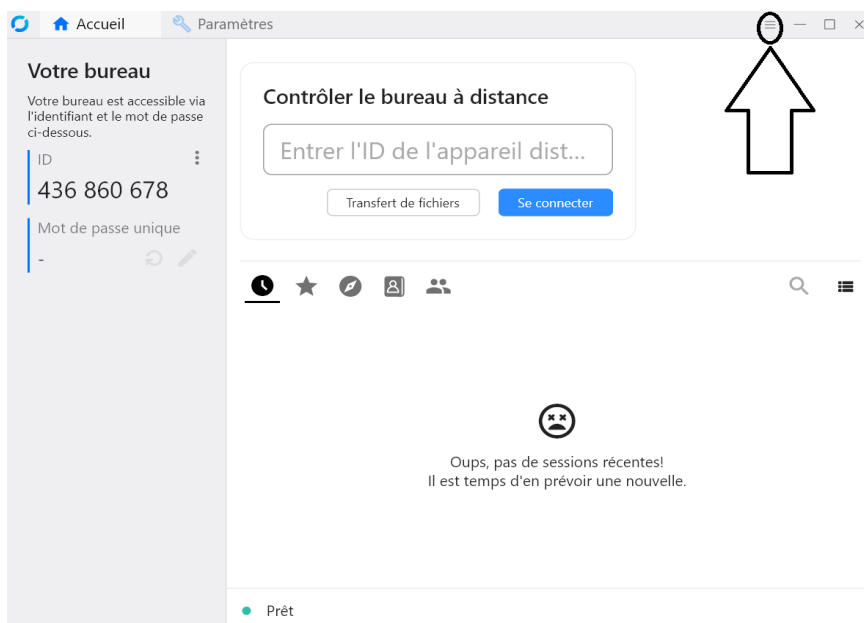 Accueil
Paramètres
Votre bureau
Votre bureau est accessible via
l'identifiant et le mot de passe
ci-dessous.
ID
436 860 678
Mot de passe unique
-
Contrôler le bureau à distance
Entrer l'ID de l'appareil dist...
Transfert de fichiers
Se connecter
Oups, pas de sessions récentes!
Il est temps d'en prévoir une nouvelle.
Prêt